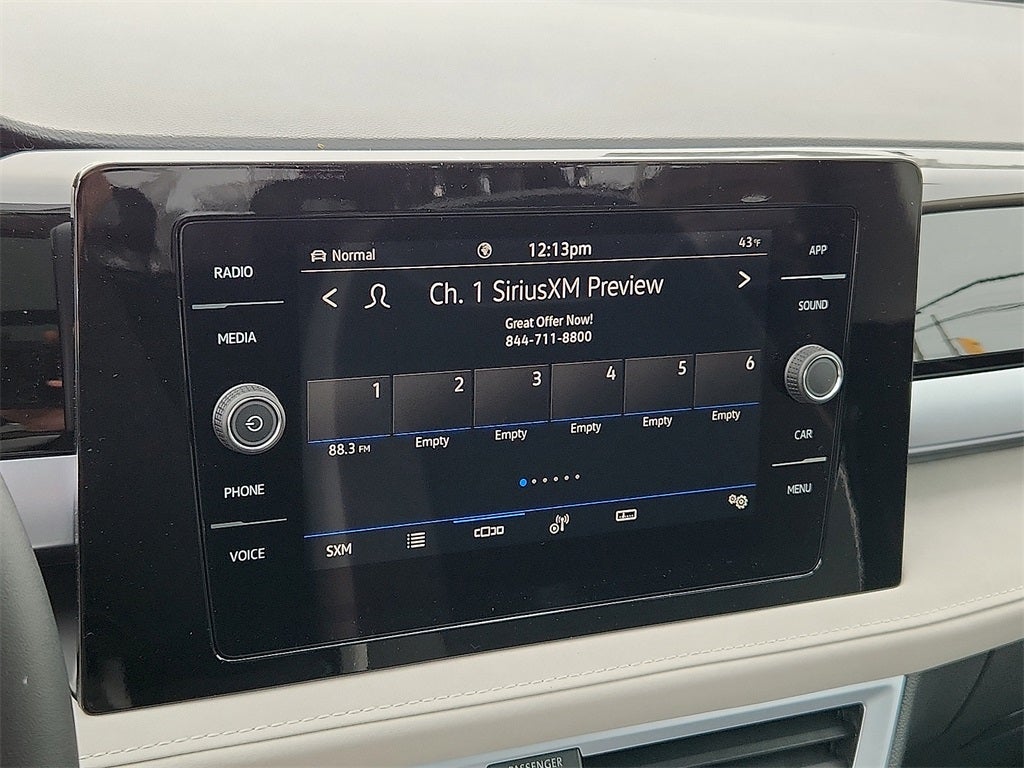 RADIO
MEDIA
PHONE
VOICE
Normal 12:13pm 43°F
< Ch. 1 SiriusXM Preview >
Great Offer Now!
844-711-8800
1 2 3 4 5 6
88.3 FM Empty Empty Empty Empty Empty
SXM
APP
SOUND
CAR
MENU
PASSENGER